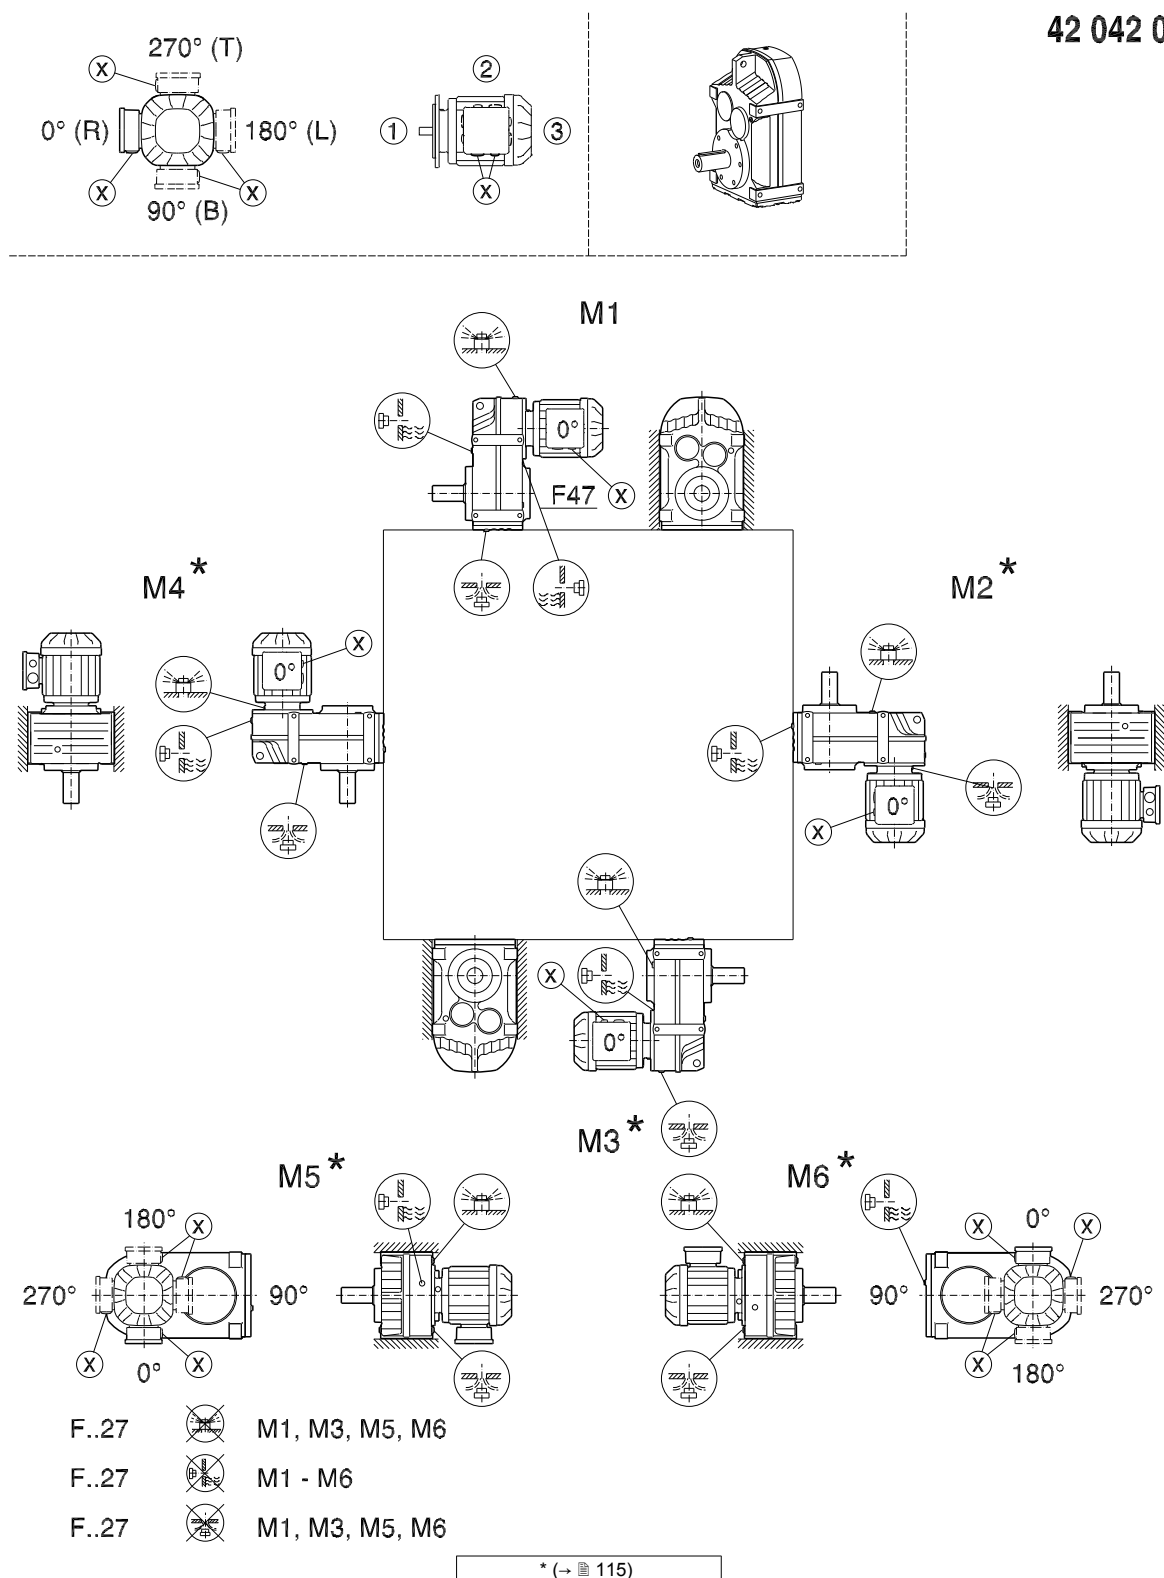 42 042 0
270° (T)
X
0° (R)
180° (L)
X
X
90° (B)
2
1
3
X
M1
0°
F47
X
M4*
M2*
X
0°
0°
X
X
0°
M3*
M5*
M6*
180°
X
270°
90°
X
0°
X
0°
X
X
90°
270°
X
180°
F..27 M1, M3, M5, M6
F..27 M1 - M6
F..27 M1, M3, M5, M6
* (→ 🗎 115)